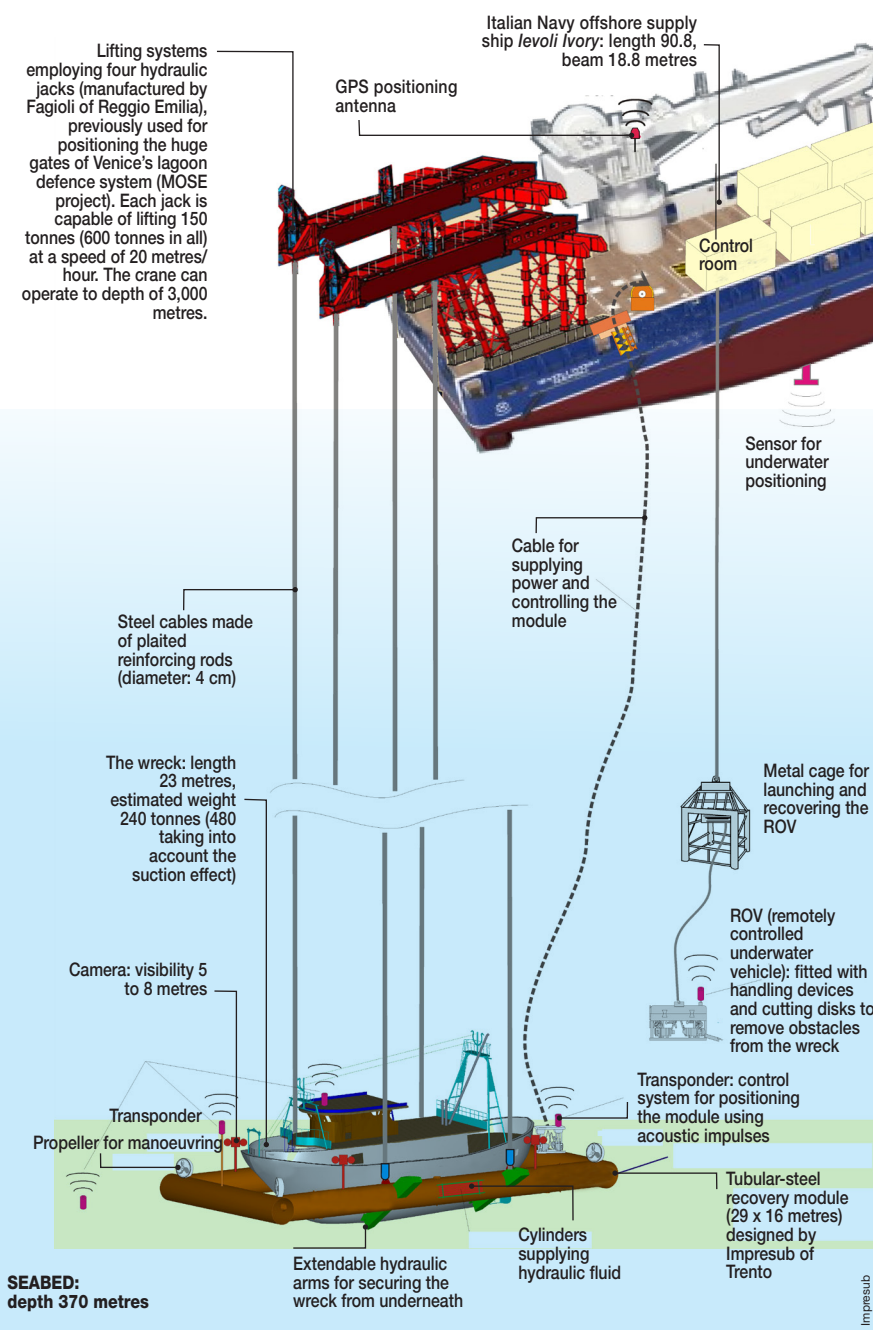 Italian Navy offshore supply
ship Ievoli Ivory: length 90.8,
beam 18.8 metres
Lifting systems
employing four hydraulic
jacks (manufactured by
Fagioli of Reggio Emilia),
previously used for
positioning the huge
gates of Venice's lagoon
defence system (MOSE
project). Each jack is
capable of lifting 150
tonnes (600 tonnes in all)
at a speed of 20 metres/
hour. The crane can
operate to depth of 3,000
metres.
GPS positioning
antenna
Control
room
Sensor for
underwater
positioning
Cable for
supplying
power and
controlling the
module
Steel cables made
of plaited
reinforcing rods
(diameter: 4 cm)
The wreck: length
23 metres,
estimated weight
240 tonnes (480
taking into
account the
suction effect)
Metal cage for
launching and
recovering the
ROV
ROV (remotely
controlled
underwater
vehicle): fitted with
handling devices
and cutting disks to
remove obstacles
from the wreck
Camera: visibility 5
to 8 metres
Transponder: control
system for positioning
the module using
acoustic impulses
Transponder
Propeller for manoeuvring
Tubular-steel
recovery module
(29 x 16 metres)
designed by
Impresub of
Trento
Cylinders
supplying
hydraulic fluid
Extendable hydraulic
arms for securing the
wreck from underneath
SEABED:
depth 370 metres
Impresub